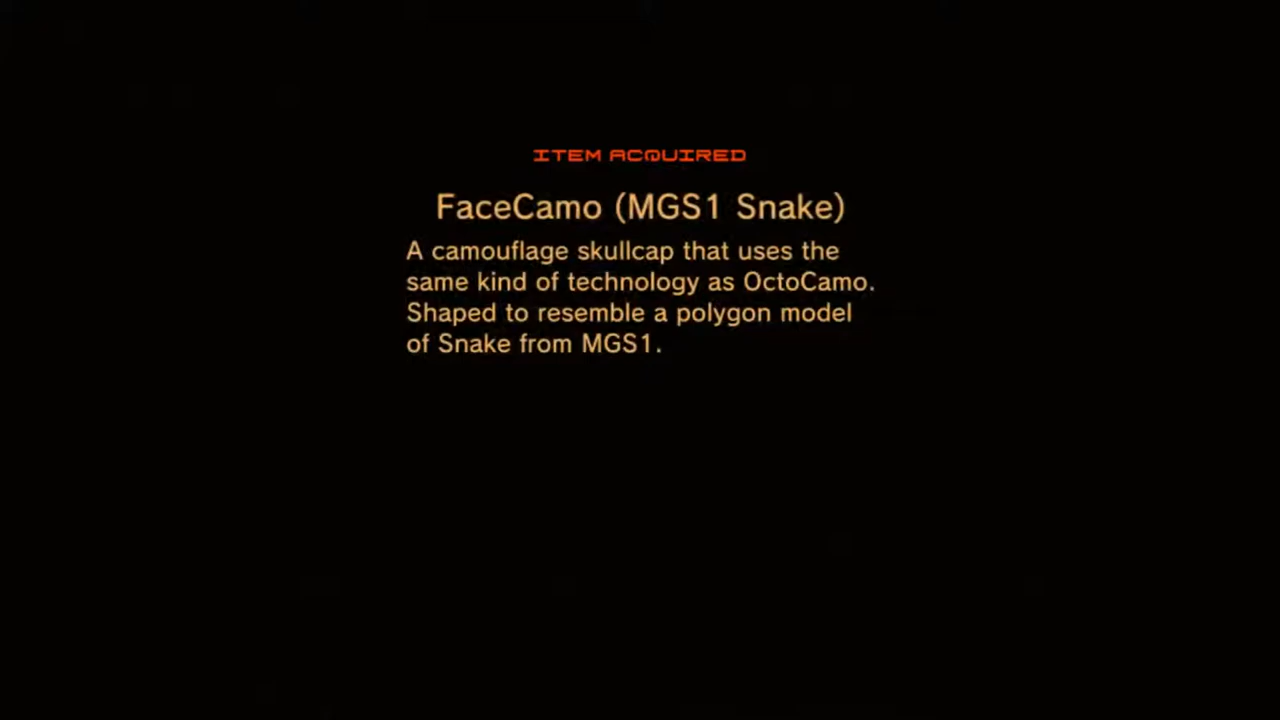 ITEM ACQUIRED
FaceCamo (MGS1 Snake)
A camouflage skullcap that uses the
same kind of technology as OctoCamo.
Shaped to resemble a polygon model
of Snake from MGS1.